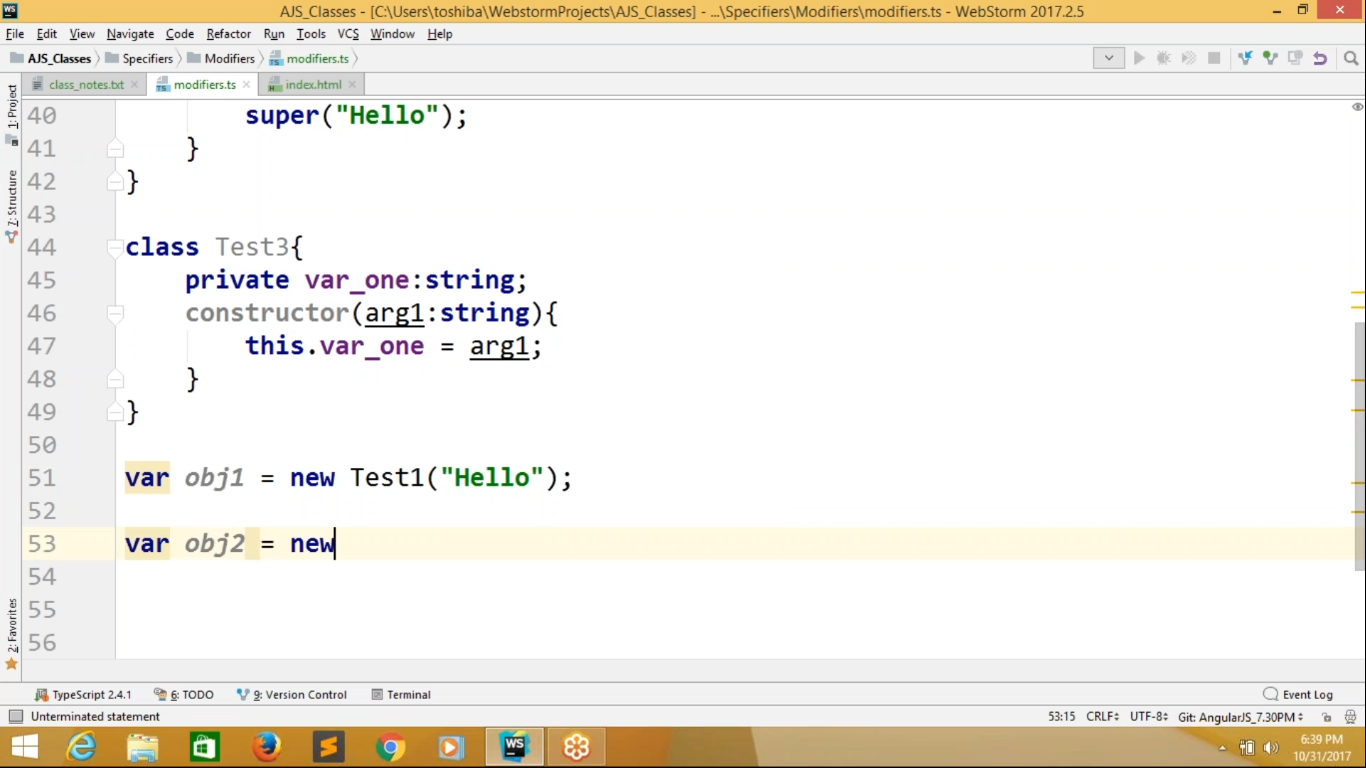 AJS_Classes - [C:\Users\toshiba\WebstormProjects\AJS_Classes] - ...\Specifiers\Modifiers\modifiers.ts - WebStorm 2017.2.5
File Edit View Navigate Code Refactor Run Tools VCS Window Help
AJS_Classes Specifiers Modifiers modifiers.ts
class_notes.txt modifiers.ts index.html
1: Project
7: Structure
2: Favorites
40 super("Hello");
41 }
42 }
43
44 class Test3{
45 private var_one:string;
46 constructor(arg1:string){
47 this.var_one = arg1;
48 }
49 }
50
51 var obj1 = new Test1("Hello");
52
53 var obj2 = new
54
55
56
TypeScript 2.4.1 6: TODO 9: Version Control Terminal Event Log
Unterminated statement 53:15 CRLF÷ UTF-8÷ Git: AngularJS_7.30PM÷
WS
6:39 PM
10/31/2017